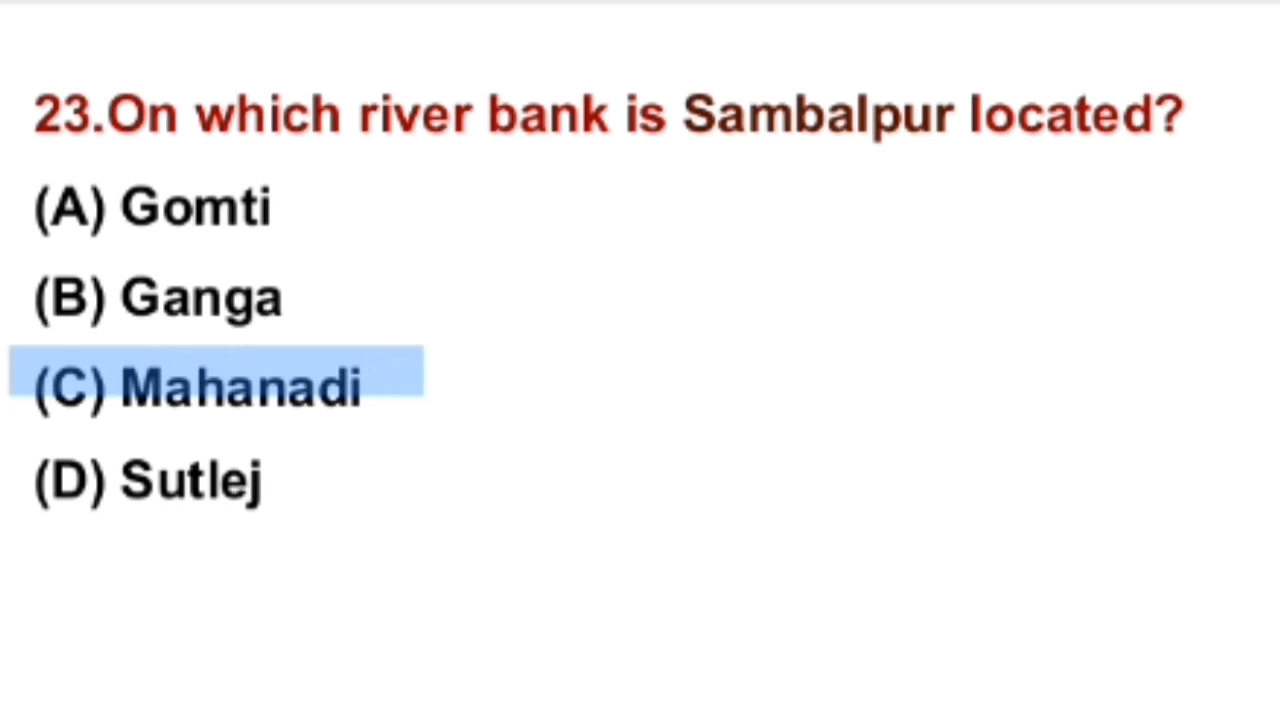 23.On which river bank is Sambalpur located?
(A) Gomti
(B) Ganga
(C) Mahanadi
(D) Sutlej